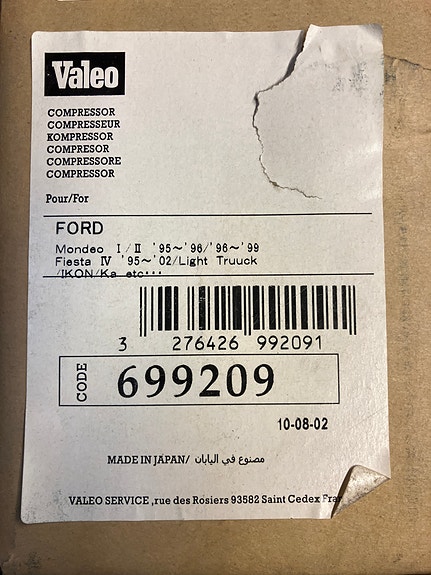 Valeo
COMPRESSOR
COMPRESSEUR
KOMPRESSOR
COMPRESOR
COMPRESSORE
COMPRESSOR
Pour/For
FORD
Mondeo Ⅰ/Ⅱ '95~'96/'96~'99
Fiesta Ⅳ '95~'02/Light Truuck
/IKON/Ka etc···
3 276426 992091
CODE 699209
10-08-02
MADE IN JAPAN/ مصنوع في اليابان
VALEO SERVICE ,rue des Rosiers 93582 Saint Cedex Fra